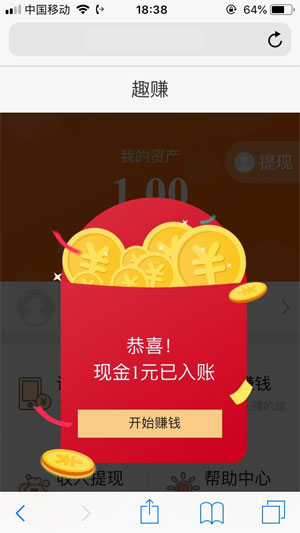 中国移动
18:38
64%
趣赚
我的资产
1.00
提现
恭喜！
现金1元已入账
开始赚钱
收入提现
帮助中心